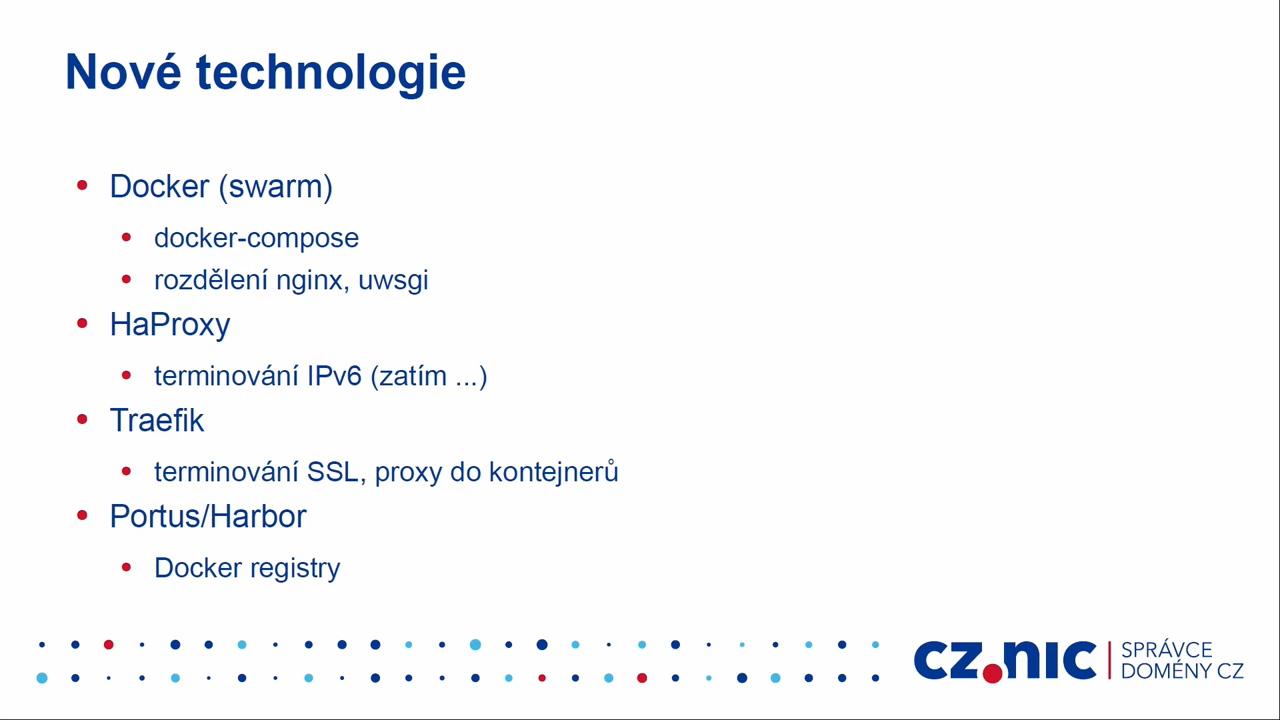 Nové technologie
Docker (swarm)
docker-compose
rozdělení nginx, uwsgi
HaProxy
terminování IPv6 (zatím ...)
Traefik
terminování SSL, proxy do kontejnerů
Portus/Harbor
Docker registry
CZ.NIC
SPRÁVCE
DOMÉNY CZ